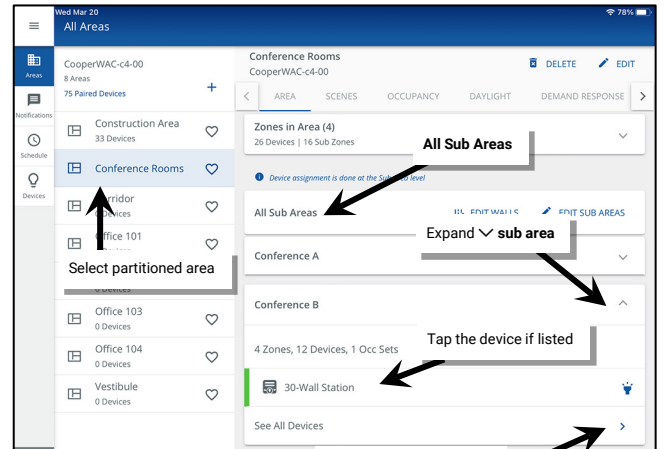 Wed Mar 20
78%
All Areas
Areas
Notifications
Schedule
Devices
CooperWAC-c4-00
8 Areas
75 Paired Devices
+
Construction Area
33 Devices
Conference Rooms
0 Devices
Office 101
Select partitioned area
0 Devices
Office 103
0 Devices
Office 104
0 Devices
Vestibule
0 Devices
Conference Rooms
CooperWAC-c4-00
DELETE
EDIT
AREA SCENES OCCUPANCY DAYLIGHT DEMAND RESPONSE
Zones in Area (4)
26 Devices | 16 Sub Zones
All Sub Areas
Device assignment is done at the Sub
level
All Sub Areas
EDIT WALLS
EDIT SUB AREAS
Expand sub area
Conference A
Conference B
4 Zones, 12 Devices, 1 Occ Sets
Tap the device if listed
30-Wall Station
See All Devices